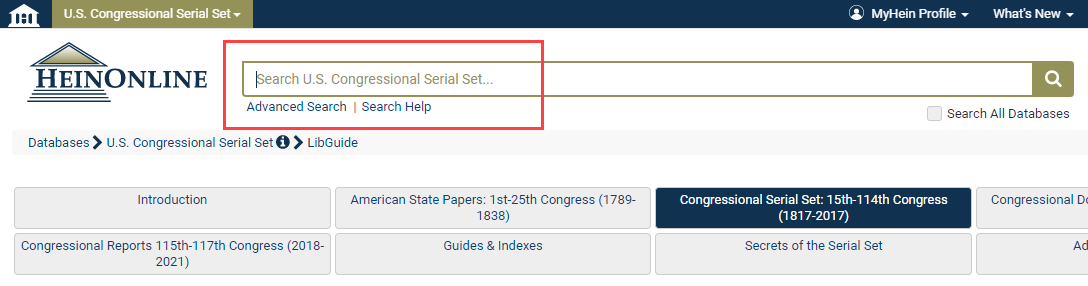 U.S. Congressional Serial Set
MyHein Profile
What's New
HEINONLINE
Search U.S. Congressional Serial Set...
Advanced Search | Search Help
Search All Databases
Databases
U.S. Congressional Serial Set
LibGuide
Introduction
American State Papers: 1st-25th Congress (1789-
1838)
Congressional Serial Set: 15th-114th Congress
(1817-2017)
Congressional
Congressional Reports 115th-117th Congress (2018-
2021)
Guides & Indexes
Secrets of the Serial Set